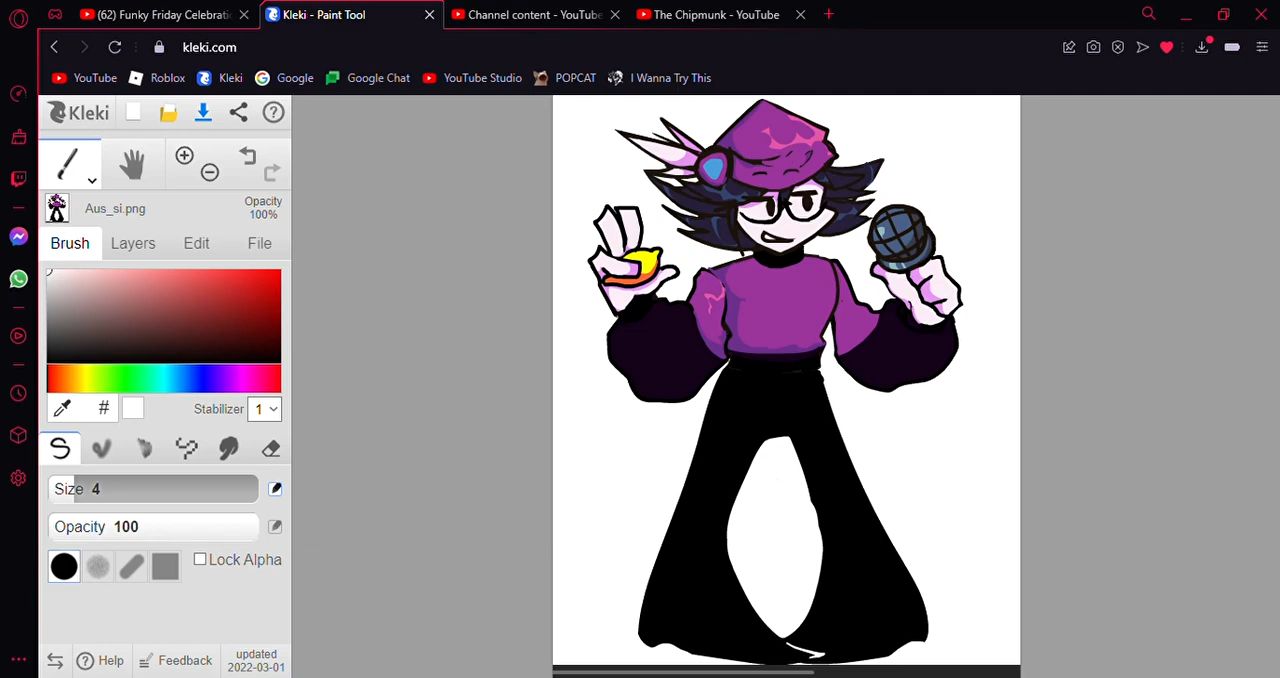 (62) Funky Friday Celebrati
Kleki - Paint Tool
Channel content - YouTube
The Chipmunk - YouTube
kleki.com
YouTube
Roblox
Kleki
Google
Google Chat
YouTube Studio
POPCAT
I Wanna Try This
Kleki
Aus_si.png
Opacity
100%
Brush
Layers
Edit
File
#
Stabilizer
1
Size 4
Opacity 100
Lock Alpha
Help
Feedback
updated
2022-03-01